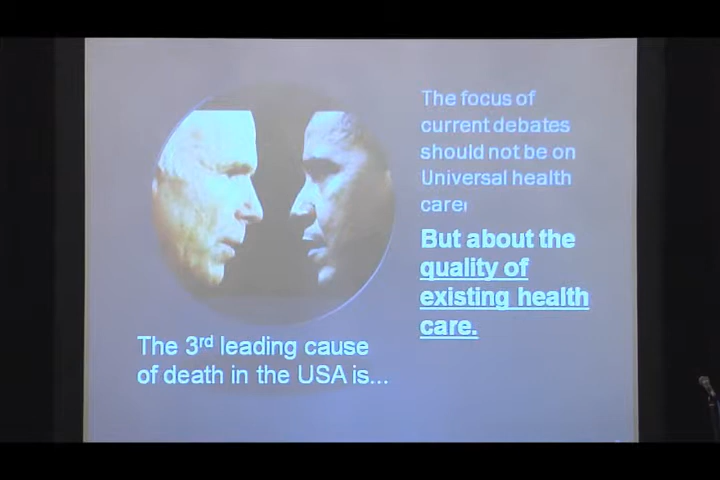 The focus of
current debates
should not be on
Universal health
care
But about the
quality of
existing health
care.
The 3rd leading cause
of death in the USA is...